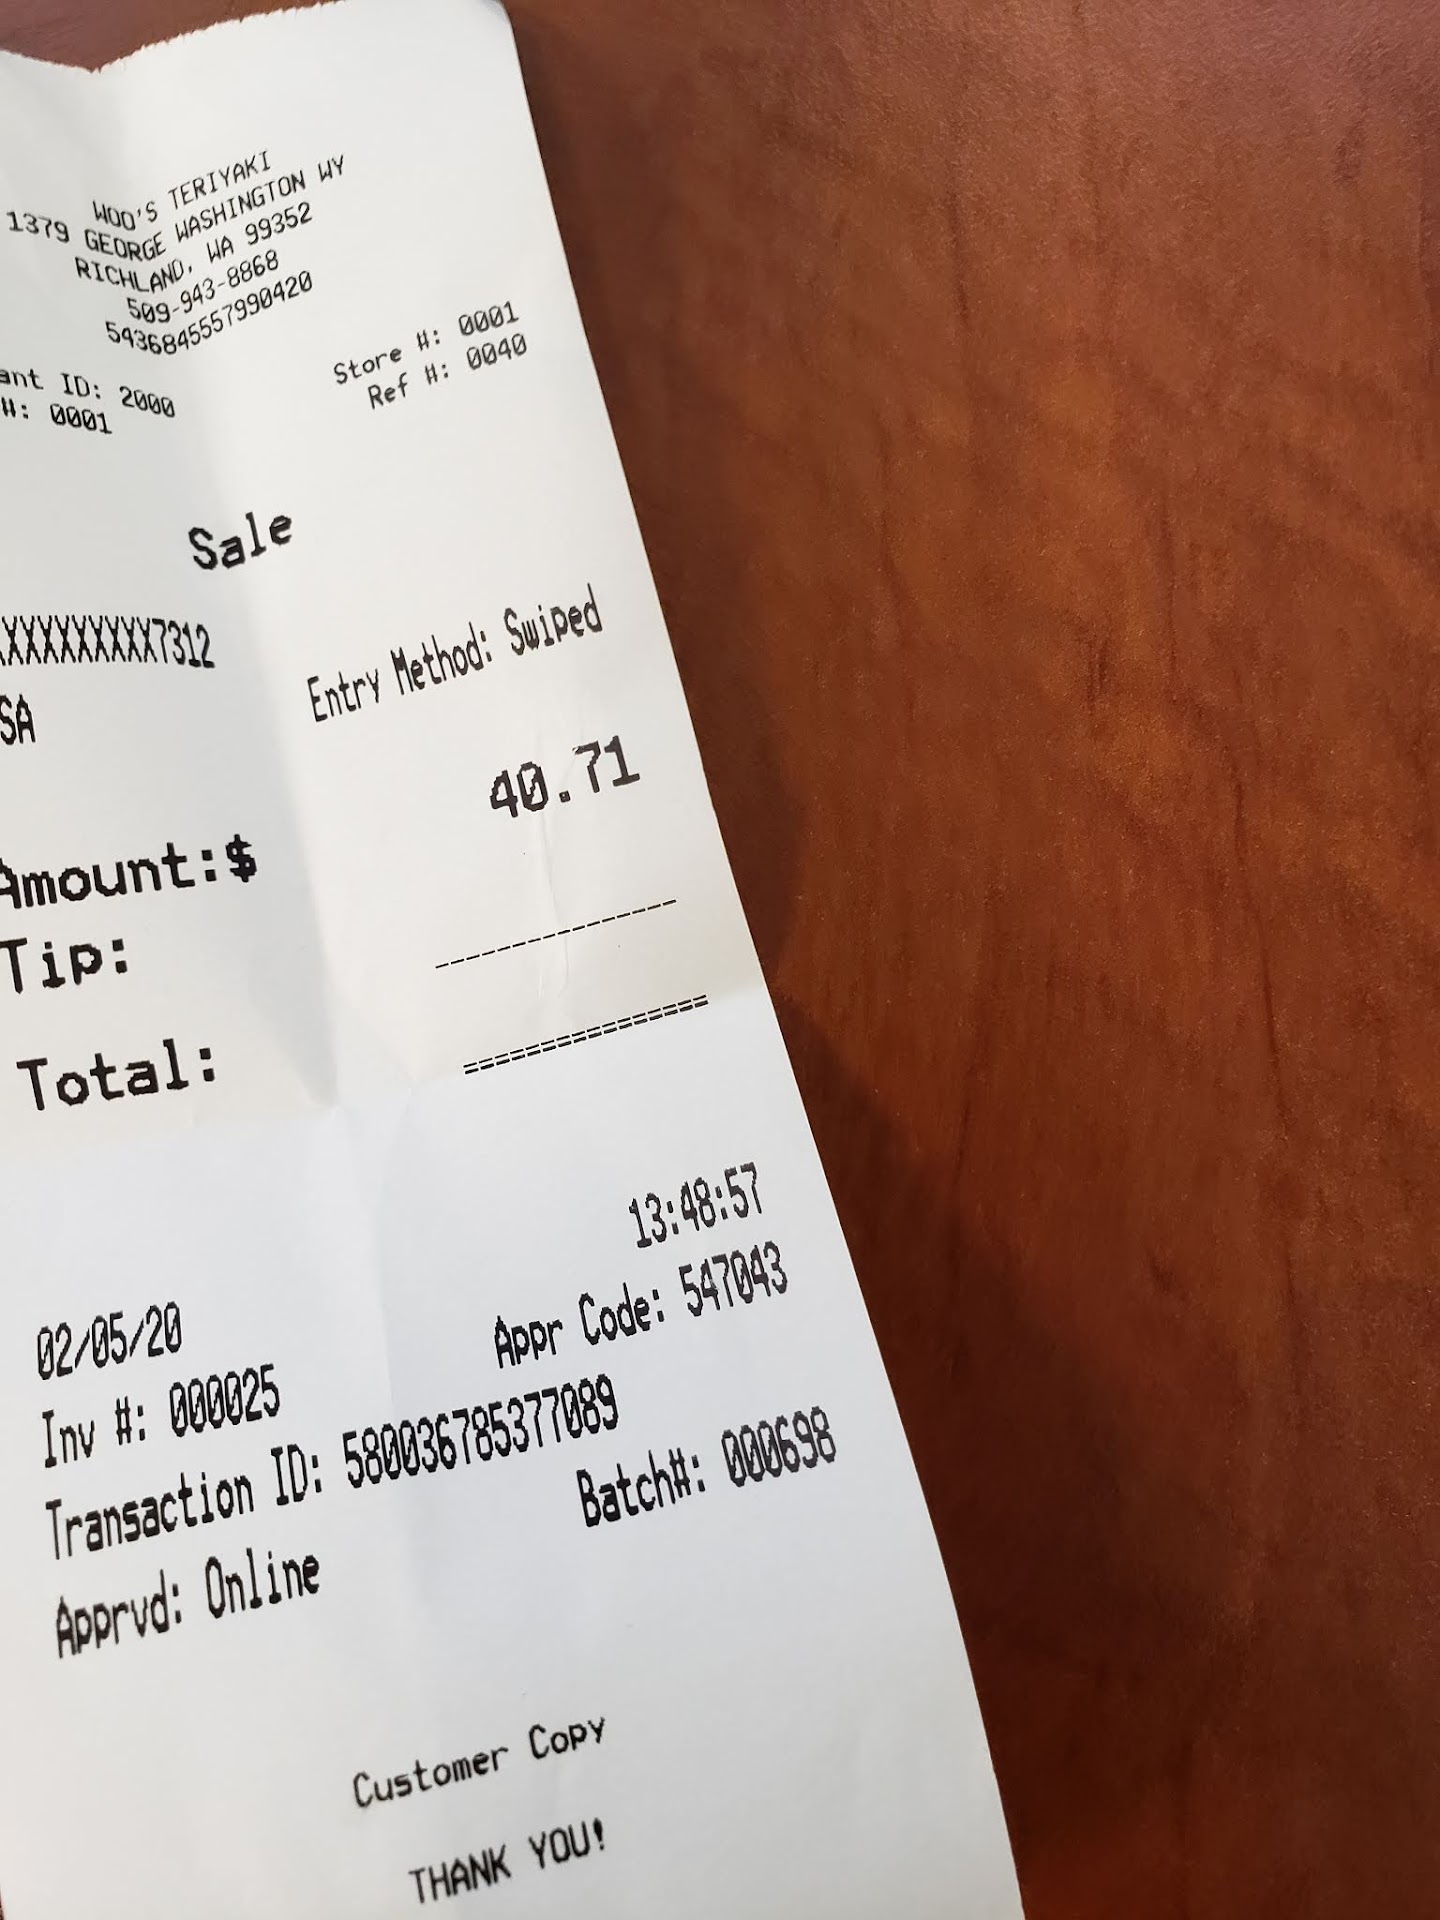 WOO'S TERIYAKI
1379 GEORGE WASHINGTON WY
RICHLAND, WA 99352
509-943-8868
5436845557990420
ant ID: 2000 Store #: 0001
#: 0001 Ref #: 0040
Sale
XXXXXXXXXX7312
SA Entry Method: Swiped
Amount:$ 40.71
Tip:
Total:
02/05/20 13:48:57
Inv #: 000025 Appr Code: 547043
Transaction ID: 580036785377089
Apprvd: Online Batch#: 000698
Customer Copy
THANK YOU!